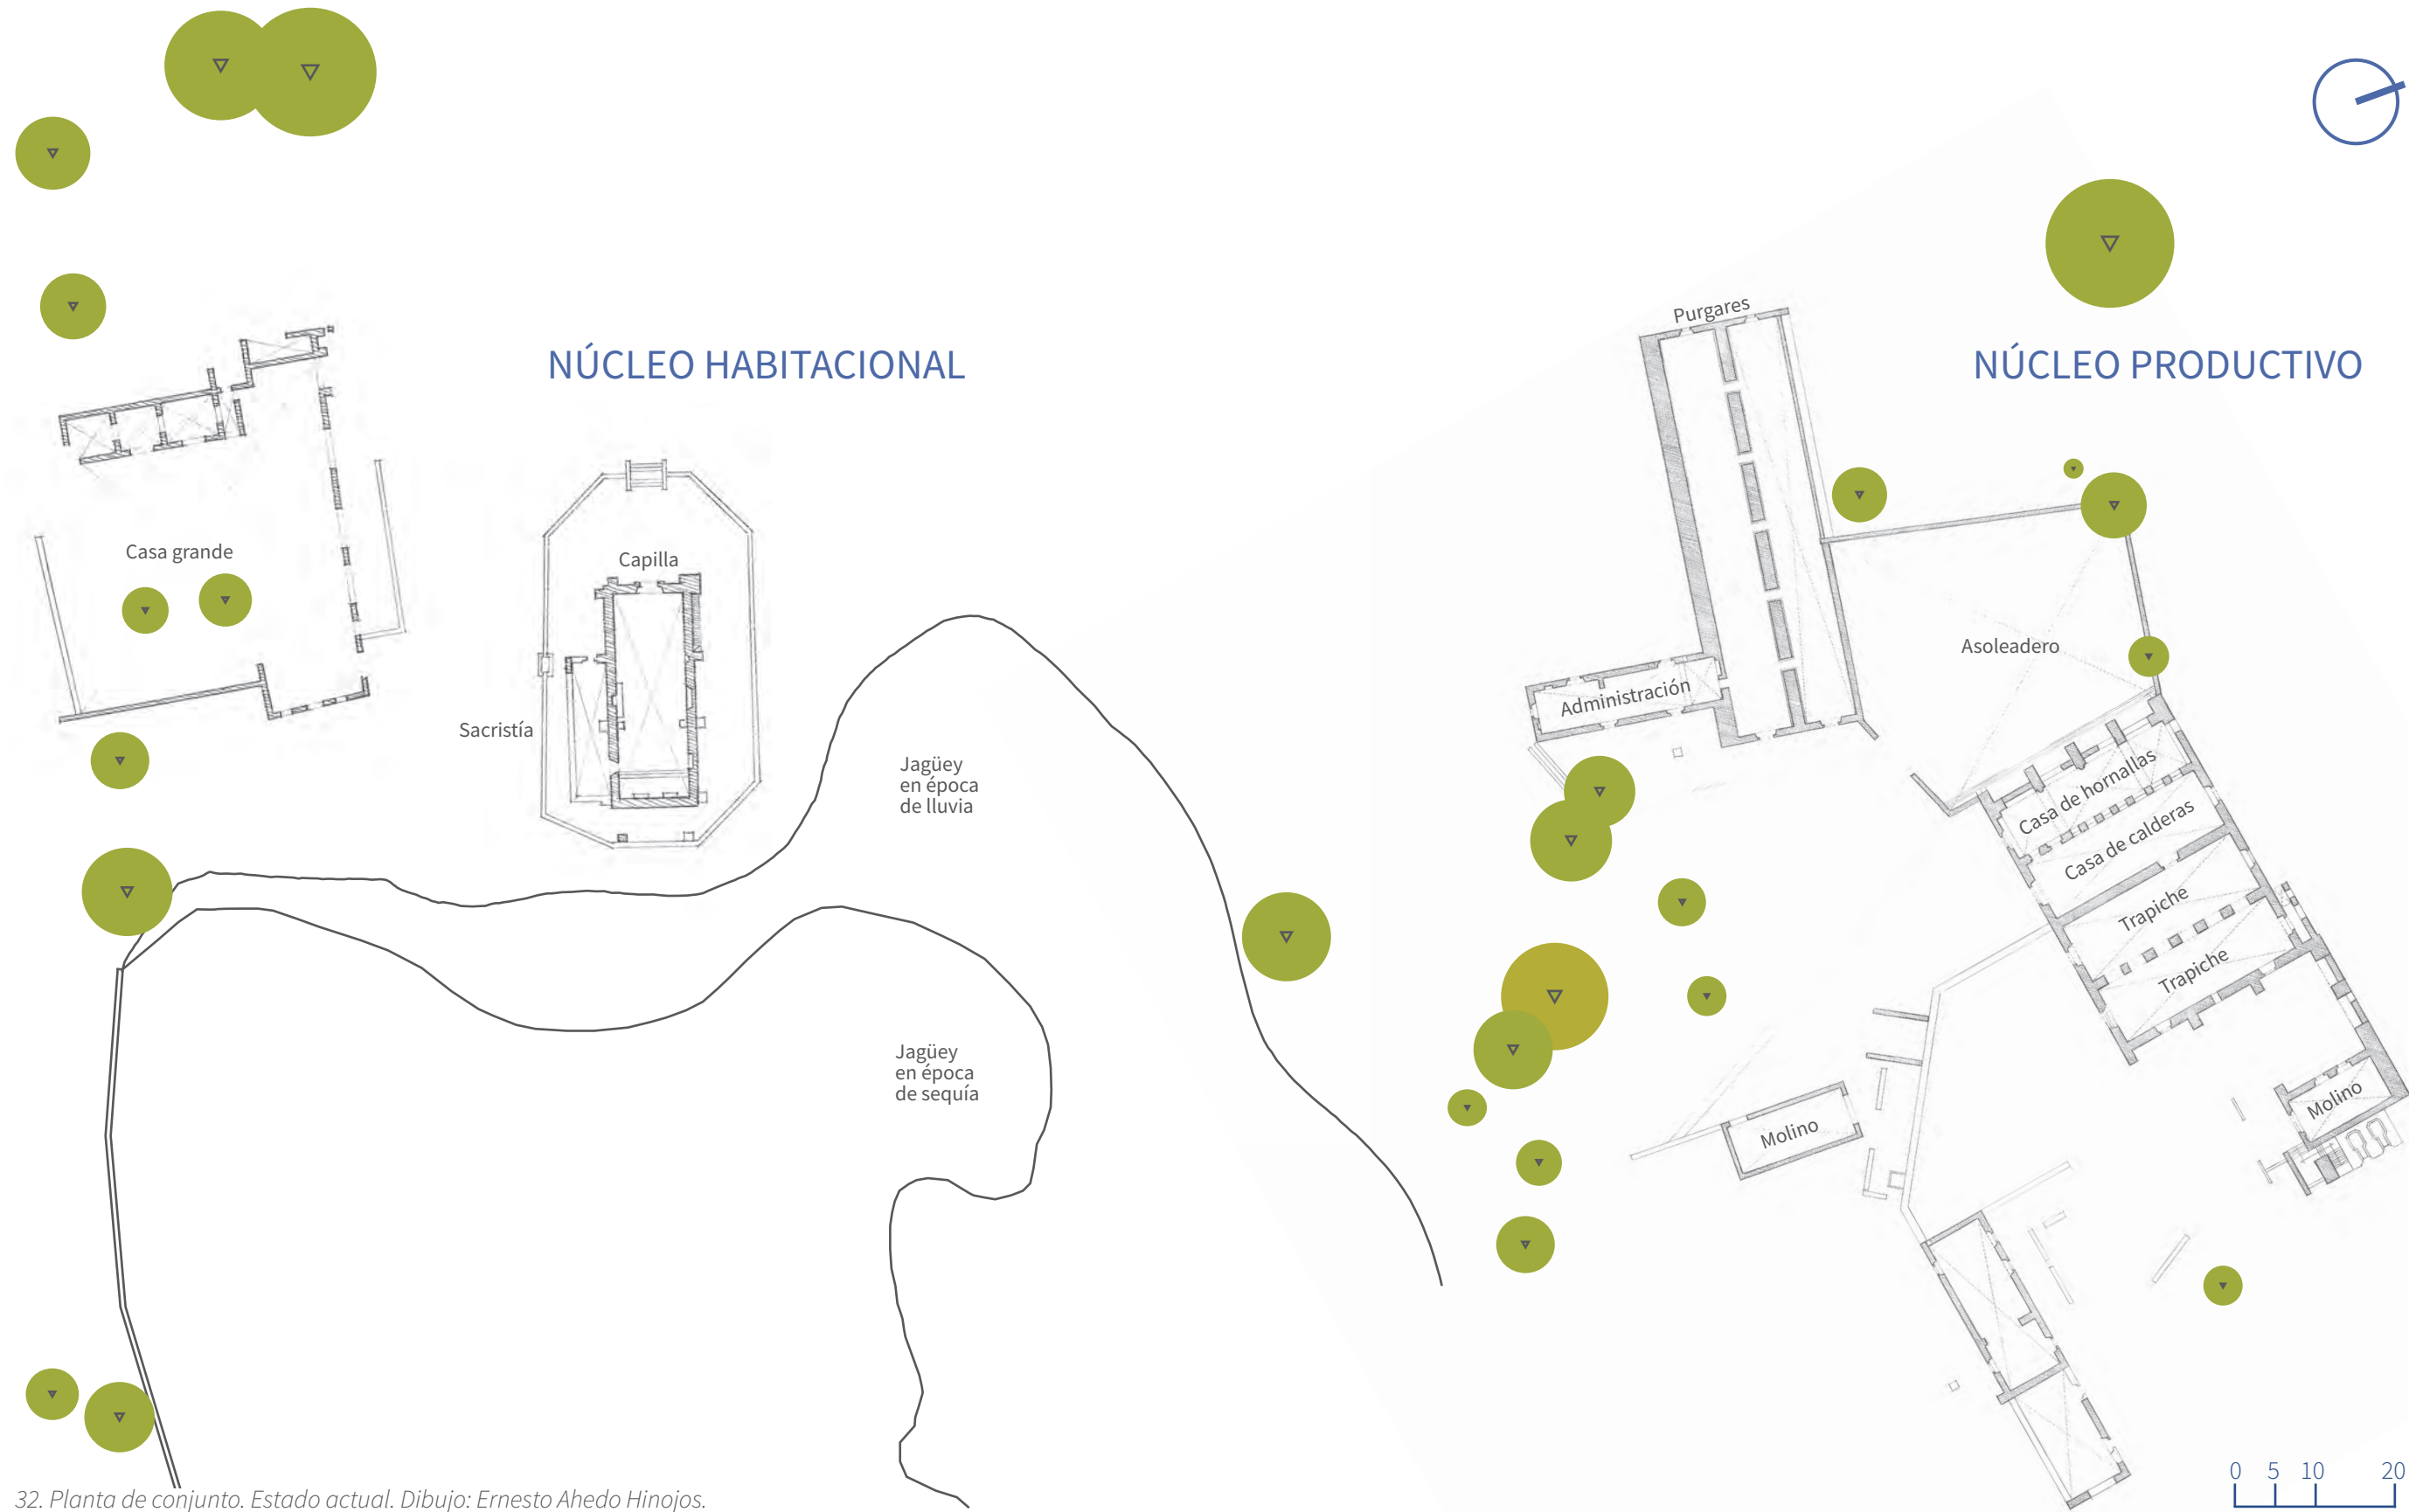 Purgares
NÚCLEO HABITACIONAL
NÚCLEO PRODUCTIVO
Casa grande
Capilla
Asoleadero
Administración
Sacristía
Jagüey
en época
de lluvia
Casa de hornallas
Casa de calderas
Trapiche
Trapiche
Jagüey
en época
de sequía
Molino
Molino
0 5 10 20
32. Planta de conjunto. Estado actual. Dibujo: Ernesto Ahedo Hinojos.